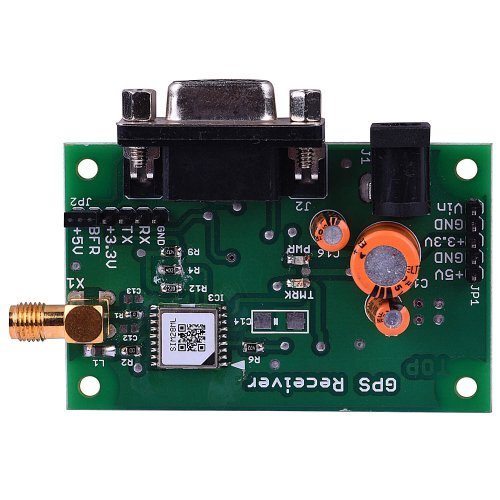 J2
J1
JP2
GND
RX
TX
+3.3V
BFR
+5V
Vin
GND
+3.3V
GND
+5V
JP1
C16
PWR
TMRK
R9
R4
R12
IC3
X1
C13
C12
L1
R2
SIM28ML
C14
R6
GPS Receiver
TOP